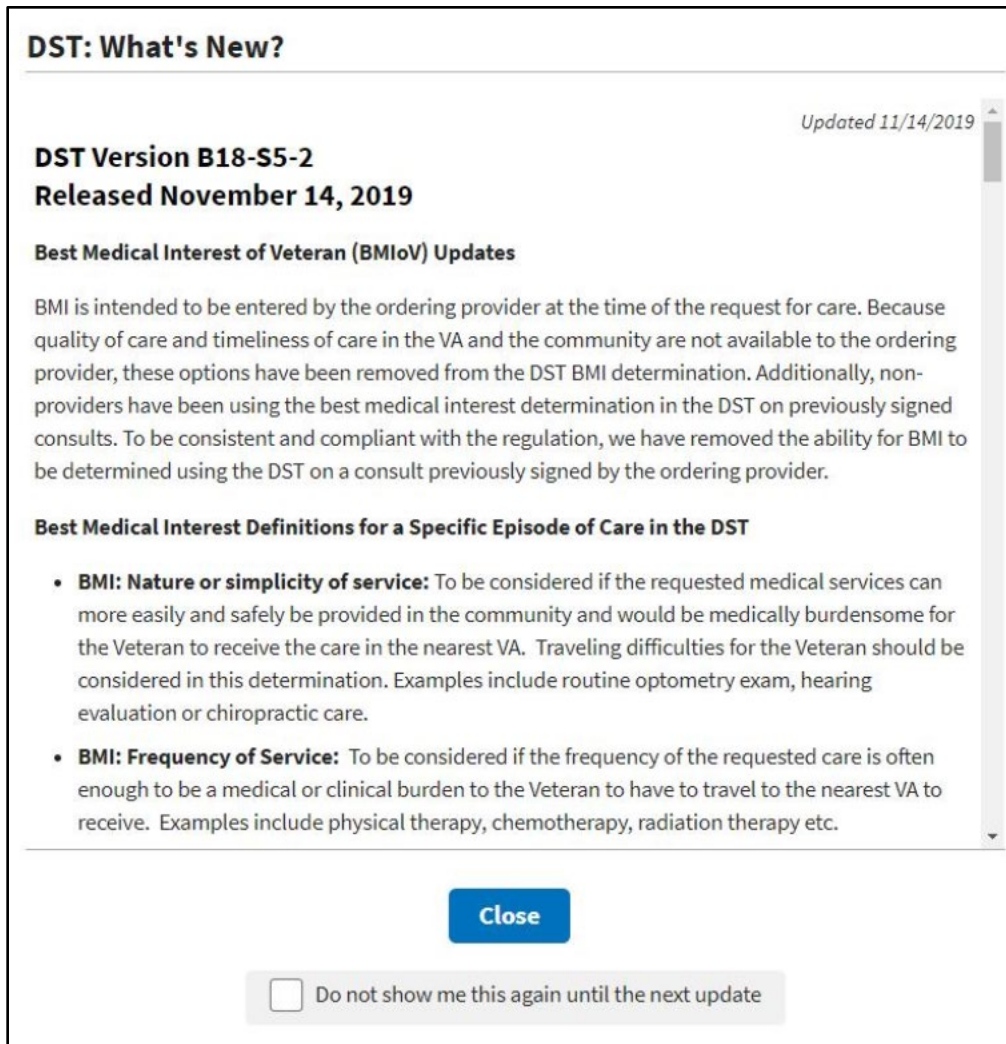 DST: What's New?
Updated 11/14/2019
DST Version B18-S5-2
Released November 14, 2019
Best Medical Interest of Veteran (BMIoV) Updates
BMI is intended to be entered by the ordering provider at the time of the request for care. Because
quality of care and timeliness of care in the VA and the community are not available to the ordering
provider, these options have been removed from the DST BMI determination. Additionally, non-
providers have been using the best medical interest determination in the DST on previously signed
consults. To be consistent and compliant with the regulation, we have removed the ability for BMI to
be determined using the DST on a consult previously signed by the ordering provider.
Best Medical Interest Definitions for a Specific Episode of Care in the DST
• BMI: Nature or simplicity of service: To be considered if the requested medical services can
more easily and safely be provided in the community and would be medically burdensome for
the Veteran to receive the care in the nearest VA. Traveling difficulties for the Veteran should be
considered in this determination. Examples include routine optometry exam, hearing
evaluation or chiropractic care.
• BMI: Frequency of Service: To be considered if the frequency of the requested care is often
enough to be a medical or clinical burden to the Veteran to have to travel to the nearest VA to
receive. Examples include physical therapy, chemotherapy, radiation therapy etc.
Close
Do not show me this again until the next update